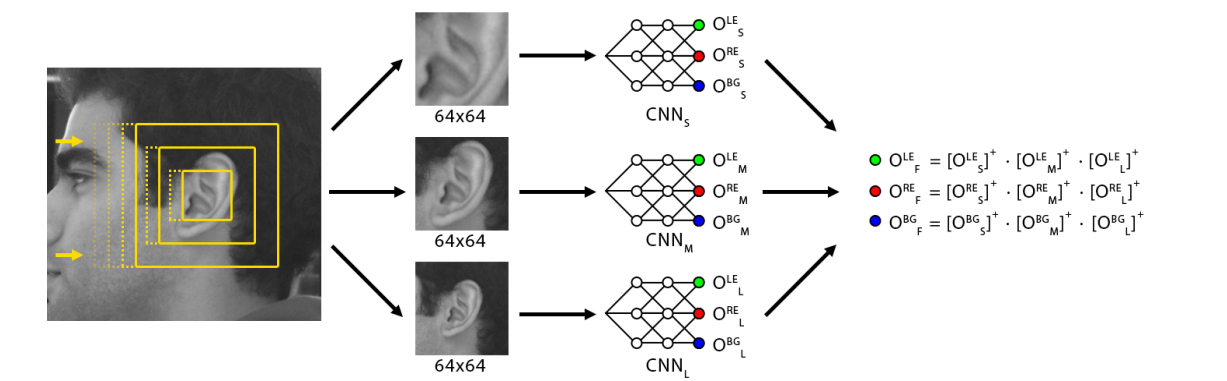 64x64
O^LE_S
O^RE_S
O^BG_S
CNN_S
64x64
O^LE_M
O^RE_M
O^BG_M
CNN_M
64x64
O^LE_L
O^RE_L
O^BG_L
CNN_L
O^LE_F = [O^LE_S]^+ · [O^LE_M]^+ · [O^LE_L]^+
O^RE_F = [O^RE_S]^+ · [O^RE_M]^+ · [O^RE_L]^+
O^BG_F = [O^BG_S]^+ · [O^BG_M]^+ · [O^BG_L]^+